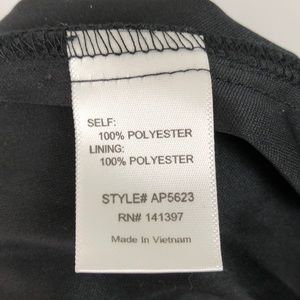 SELF:
100% POLYESTER
LINING:
100% POLYESTER
STYLE# AP5623
RN# 141397
Made In Vietnam